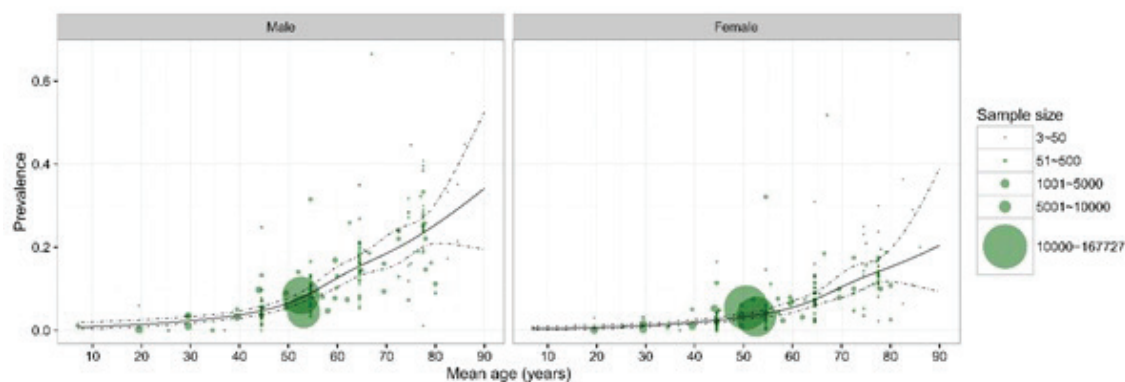 Male Female
Prevalence
0.6
0.4
0.2
0.0
10 20 30 40 50 60 70 80 90 10 20 30 40 50 60 70 80 90
Mean age (years)
Sample size
3~50
51~500
1001~5000
5001~10000
10000~167727